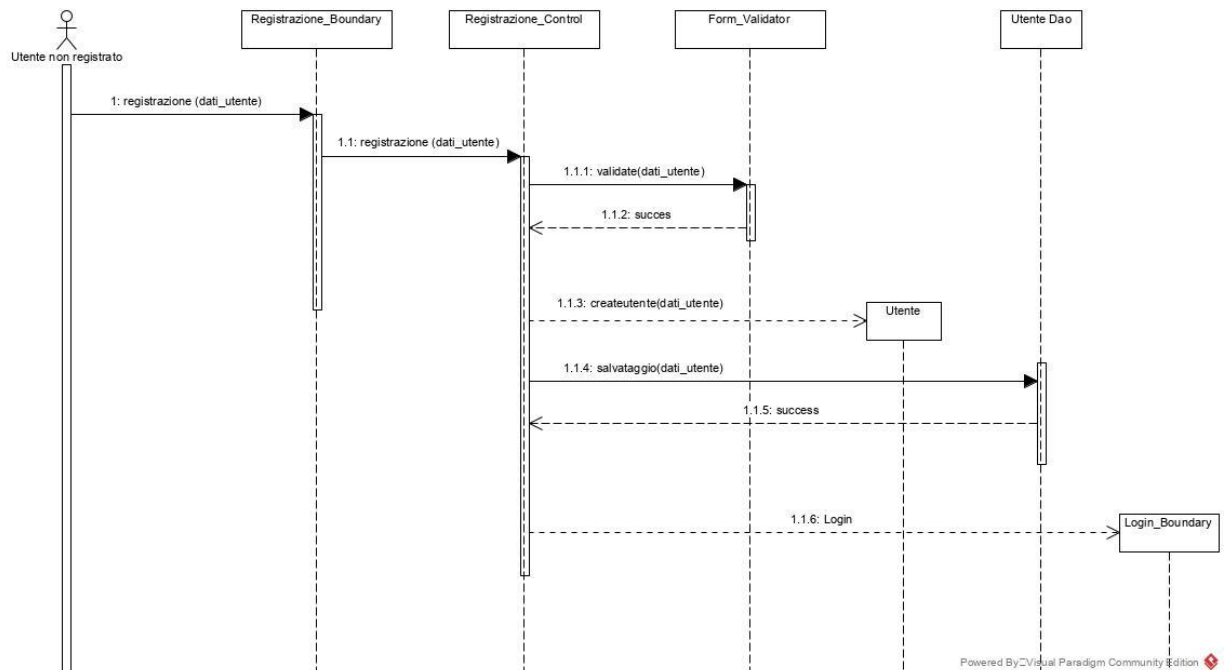 Utente non registrato
Registrazione_Boundary
Registrazione_Control
Form_Validator
Utente Dao
1: registrazione (dati_utente)
1.1: registrazione (dati_utente)
1.1.1: validate(dati_utente)
1.1.2: succes
1.1.3: createutente(dati_utente)
Utente
1.1.4: salvataggio(dati_utente)
1.1.5: success
1.1.6: Login
Login_Boundary
Powered By Visual Paradigm Community Edition